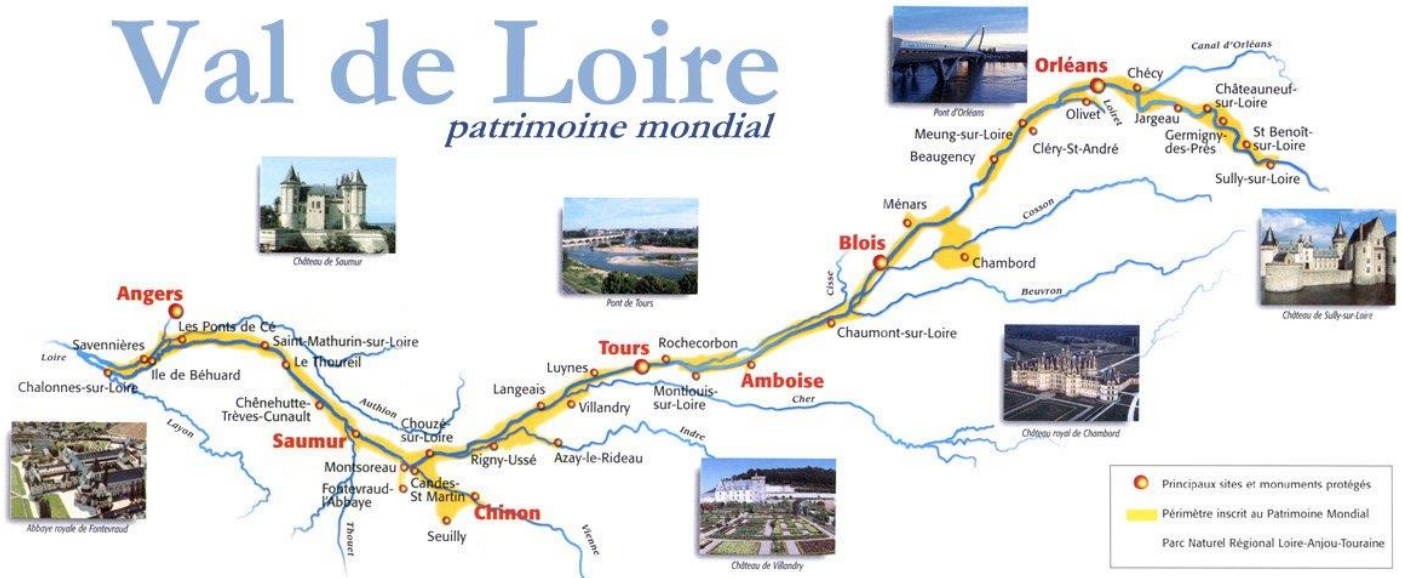 Val de Loire
patrimoine mondial
Pont d'Orléans
Château de Saumur
Pont de Tours
Château de Sully-sur-Loire
Château royal de Chambord
Château de Villandry
Abbaye royale de Fontevraud
Orléans
Chécy
Canal d'Orléans
Châteauneuf-
sur-Loire
Olivet
Loiret
Jargeau
Germigny-
des-Prés
St Benoît-
sur-Loire
Sully-sur-Loire
Meung-sur-Loire
Cléry-St-André
Beaugency
Ménars
Cosson
Blois
Chambord
Cisse
Beuvron
Chaumont-sur-Loire
Angers
Les Ponts de Cé
Savennières
Saint-Mathurin-sur-Loire
Loire
Ile de Béhuard
Le Thoureil
Chalonnes-sur-Loire
Layon
Chênehutte-
Trèves-Cunault
Authion
Saumur
Chouzé-
sur-Loire
Montsoreau
Candes-
St Martin
Fontevraud-
l'Abbaye
Thouet
Chinon
Seuilly
Vienne
Rigny-Ussé
Azay-le-Rideau
Indre
Langeais
Villandry
Luynes
Tours
Rochecorbon
Montlouis-
sur-Loire
Amboise
Cher
Principaux sites et monuments protégés
Périmètre inscrit au Patrimoine Mondial
Parc Naturel Régional Loire-Anjou-Touraine